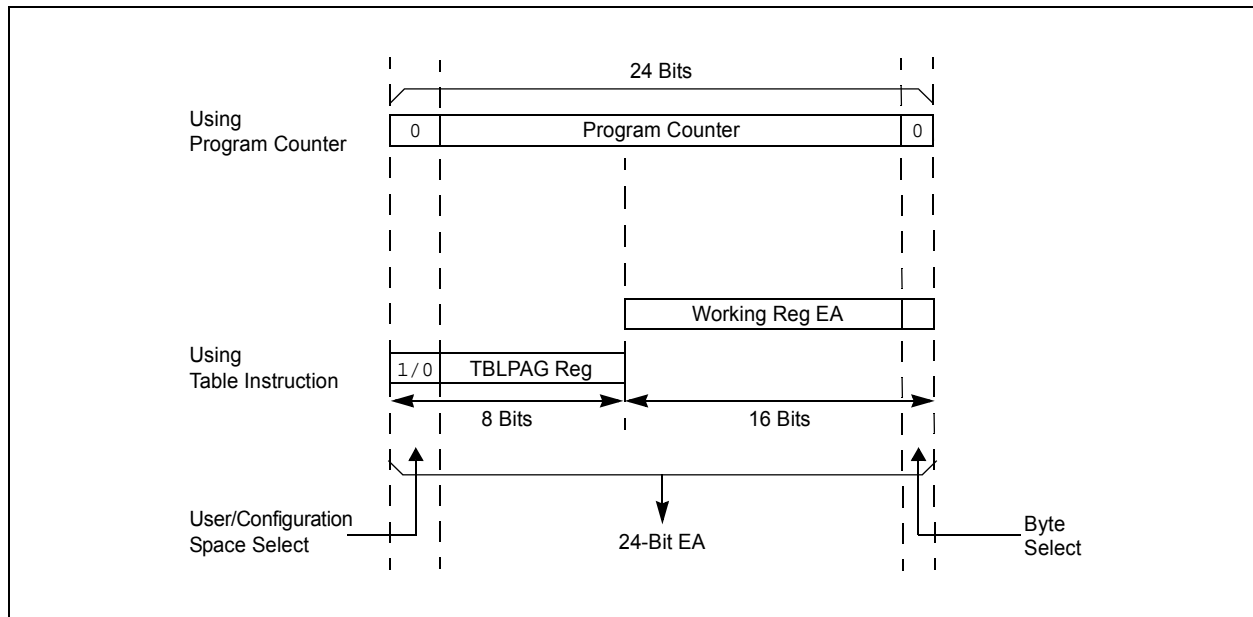 24 Bits
Using
Program Counter
0
Program Counter
0
Working Reg EA
Using
Table Instruction
1/0
TBLPAG Reg
8 Bits
16 Bits
User/Configuration
Space Select
24-Bit EA
Byte
Select